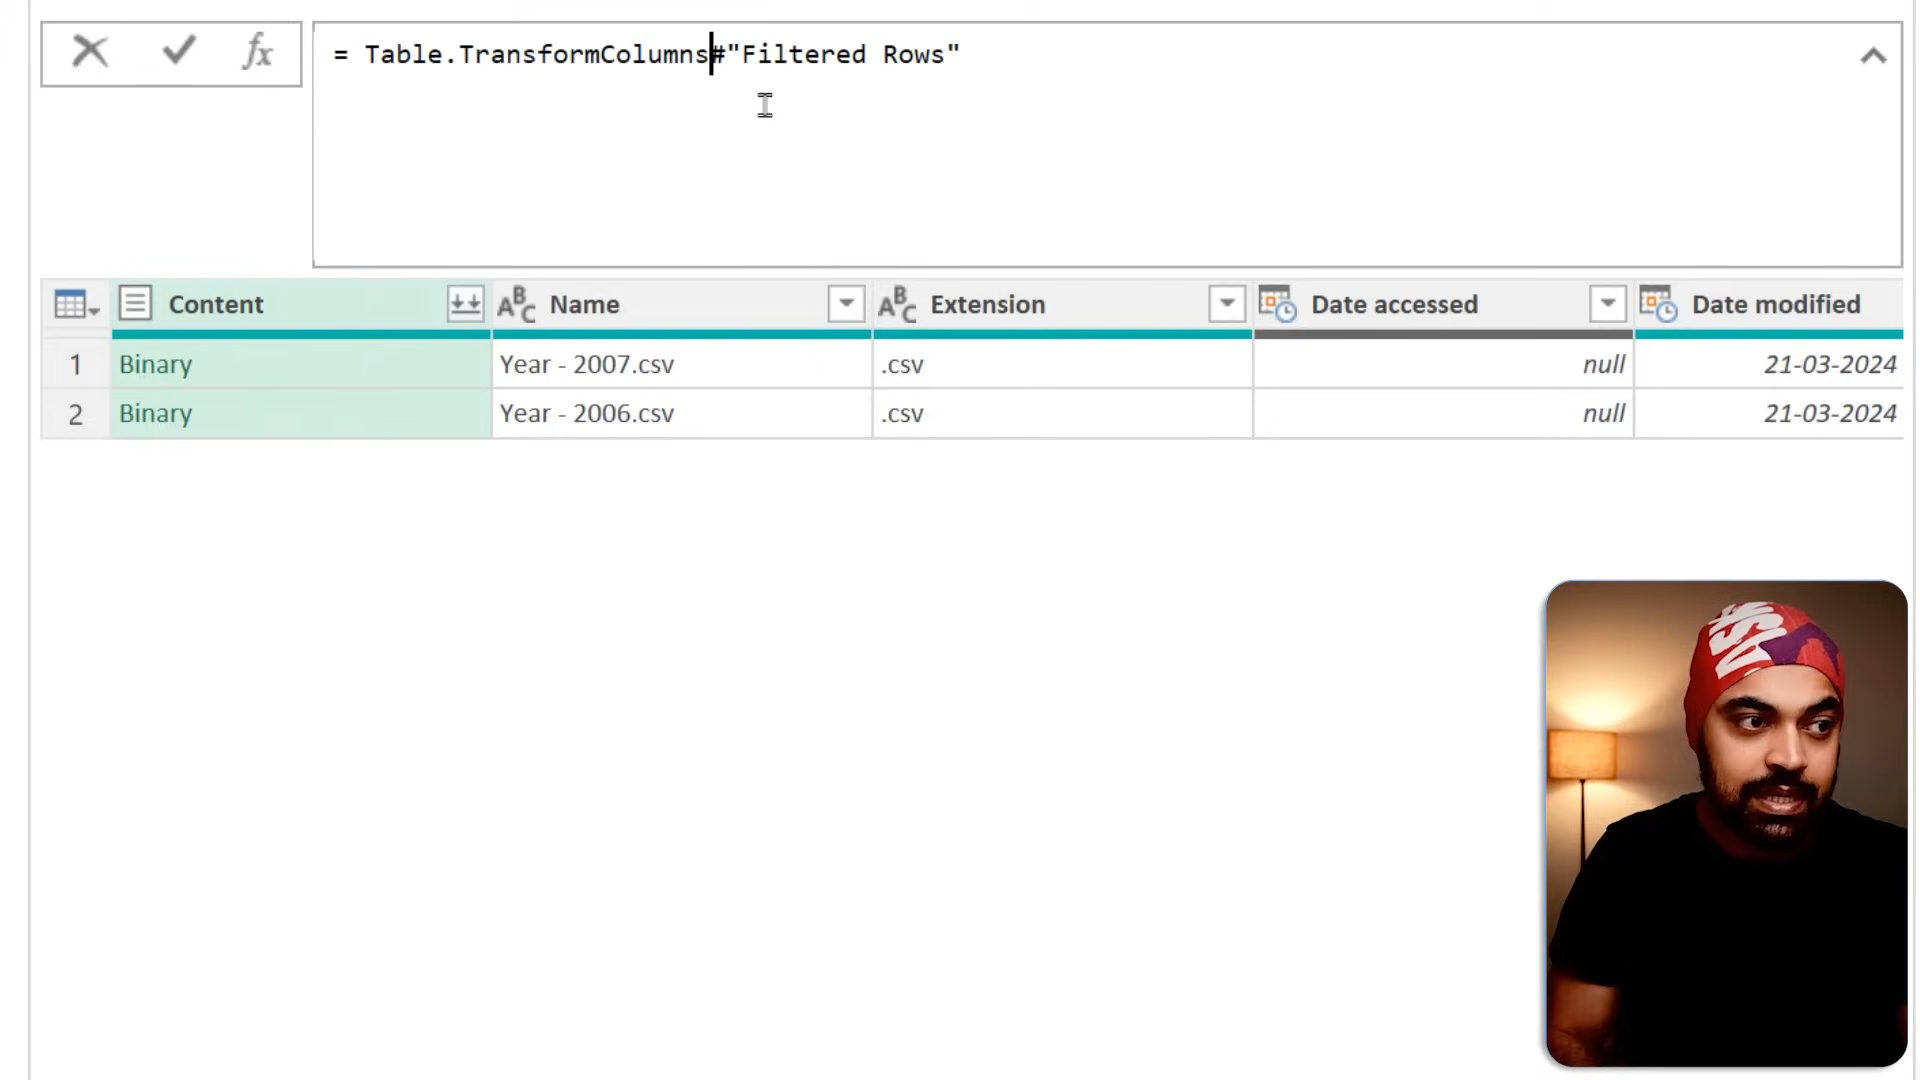 fx = Table.TransformColumns#"Filtered Rows"
Content Name Extension Date accessed Date modified
1 Binary Year - 2007.csv .csv null 21-03-2024
2 Binary Year - 2006.csv .csv null 21-03-2024